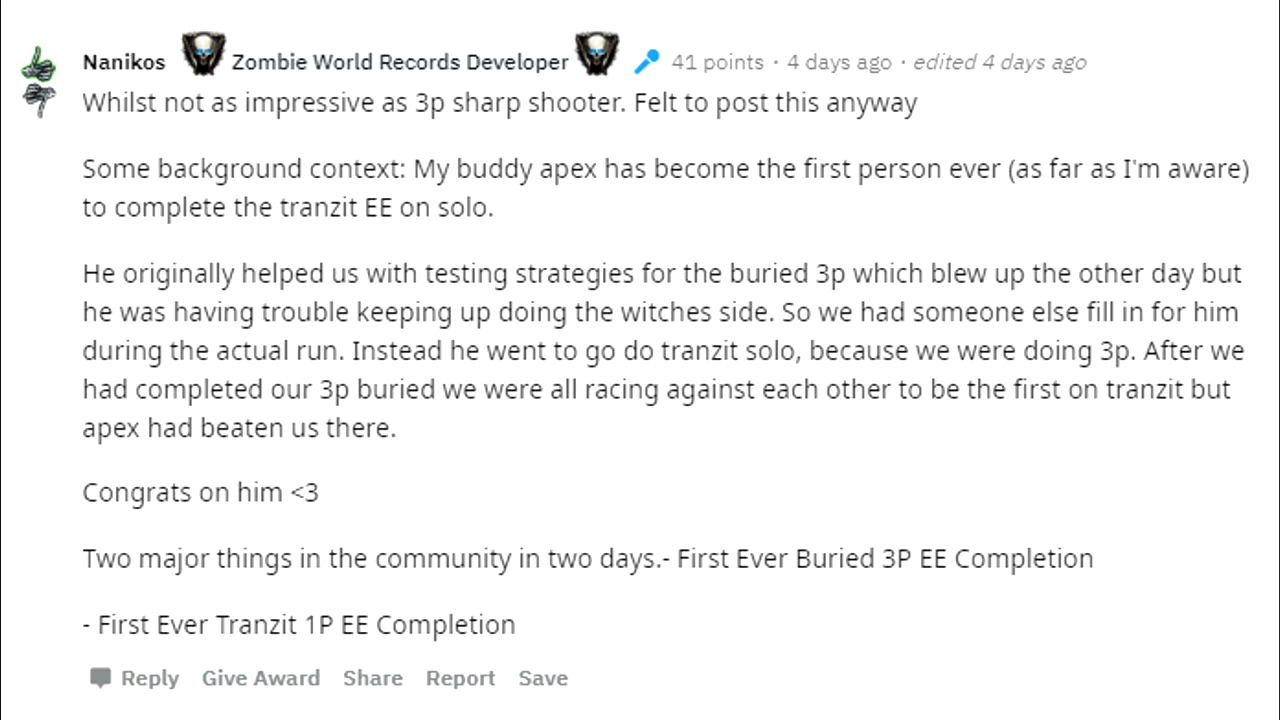 Nanikos Zombie World Records Developer 41 points · 4 days ago · edited 4 days ago
Whilst not as impressive as 3p sharp shooter. Felt to post this anyway
Some background context: My buddy apex has become the first person ever (as far as I'm aware)
to complete the tranzit EE on solo.
He originally helped us with testing strategies for the buried 3p which blew up the other day but
he was having trouble keeping up doing the witches side. So we had someone else fill in for him
during the actual run. Instead he went to go do tranzit solo, because we were doing 3p. After we
had completed our 3p buried we were all racing against each other to be the first on tranzit but
apex had beaten us there.
Congrats on him <3
Two major things in the community in two days.- First Ever Buried 3P EE Completion
- First Ever Tranzit 1P EE Completion
Reply Give Award Share Report Save